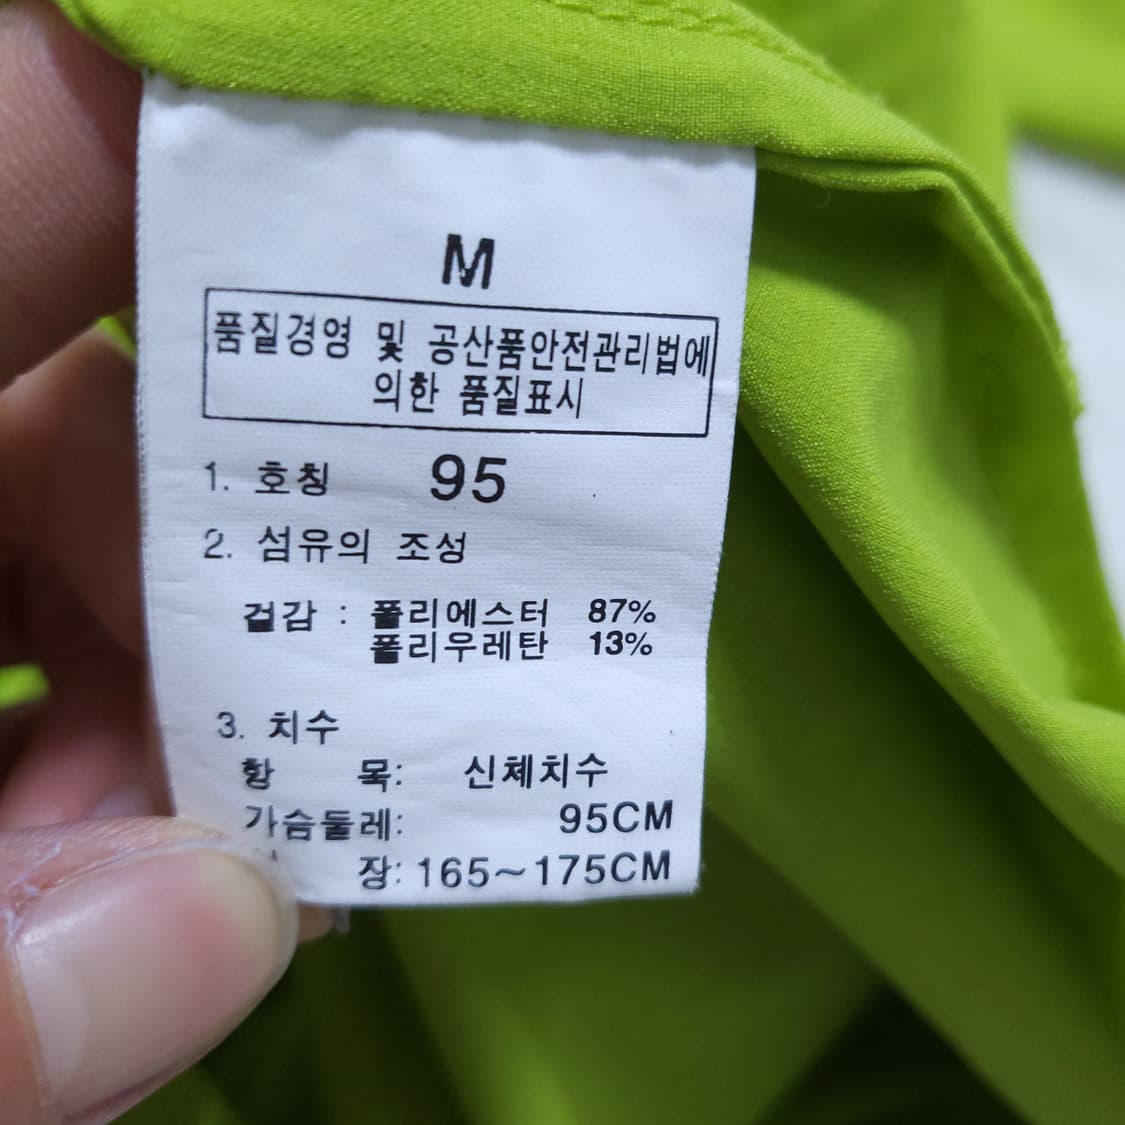 M
품질경영 및 공산품안전관리법에
의한 품질표시
1. 호칭 95
2. 섬유의 조성
겉감 : 폴리에스터 87%
폴리우레탄 13%
3. 치수
항 목: 신체치수
가슴둘레: 95CM
장: 165~175CM